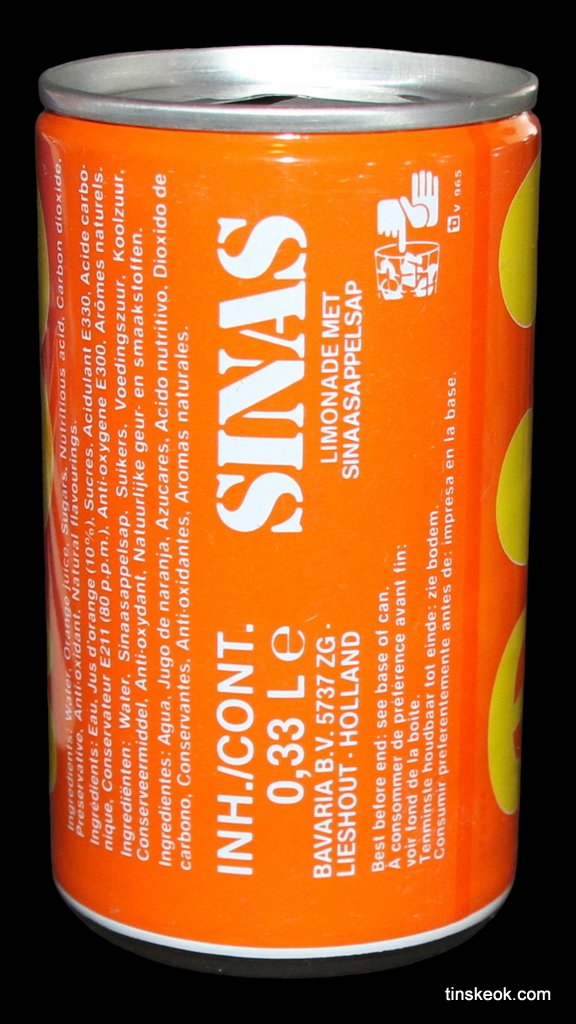 Ingredients: Water, Orange juice, Sugars, Nutritious acid, Carbon dioxide,
Preservative, Anti-oxidant, Natural flavourings.
Ingrédients: Eau, Jus d'orange (10%), Sucres, Acidulant E330, Acide carbo-
nique, Conservateur E211 (80 p.p.m.), Anti-oxygene E300, Arômes naturels.
Ingrediënten: Water, Sinaasappelsap, Suikers, Voedingszuur, Koolzuur,
Conserveermiddel, Anti-oxydant, Natuurlijke geur- en smaakstoffen.
Ingredientes: Agua, Jugo de naranja, Azucares, Acido nutritivo, Dioxido de
carbono, Conservantes, Anti-oxidantes, Aromas naturales.
INH./CONT.
0,33 L e
SINAS
LIMONADE MET
SINAASAPPELSAP
BAVARIA B.V. 5737 ZG -
LIESHOUT - HOLLAND
Best before end: see base of can.
A consommer de préférence avant fin:
voir fond de la boite.
Tenminste houdbaar tot einde: zie bodem.
Consumir preferentemente antes de: impresa en la base.
V 965
tinskeok.com